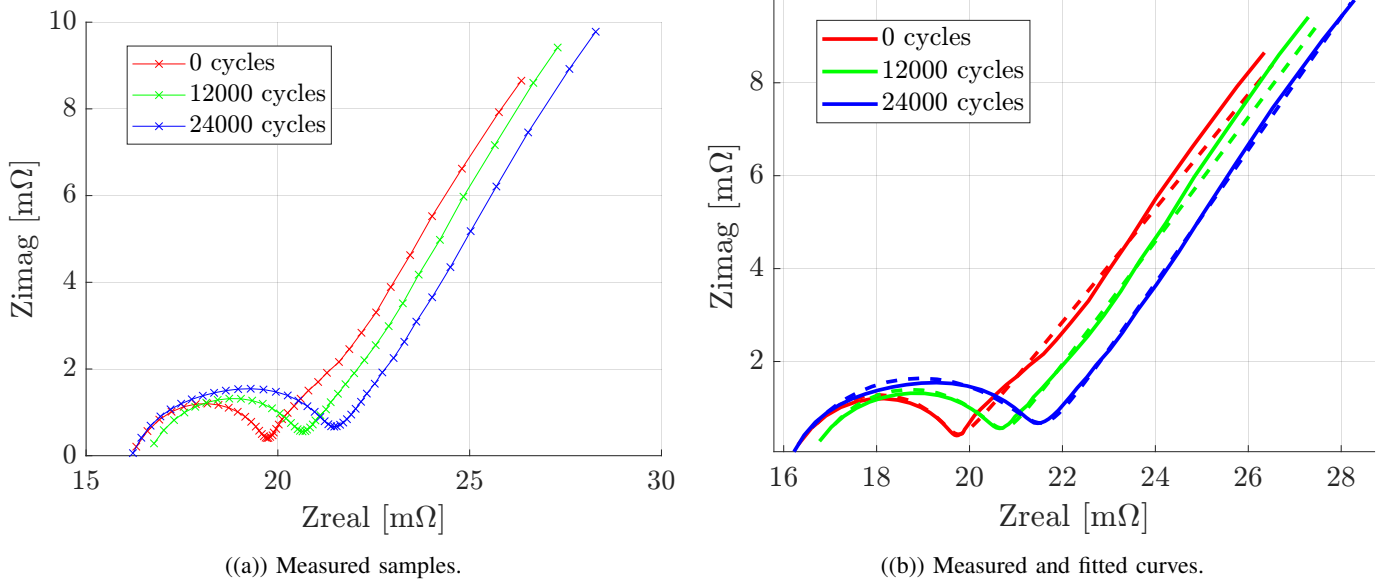 10
8
6
4
2
0
Zimag [mΩ]
0 cycles
12000 cycles
24000 cycles
15
20
25
30
Zreal [mΩ]
((a)) Measured samples.
8
6
4
2
Zimag [mΩ]
0 cycles
12000 cycles
24000 cycles
16
18
20
22
24
26
28
Zreal [mΩ]
((b)) Measured and fitted curves.